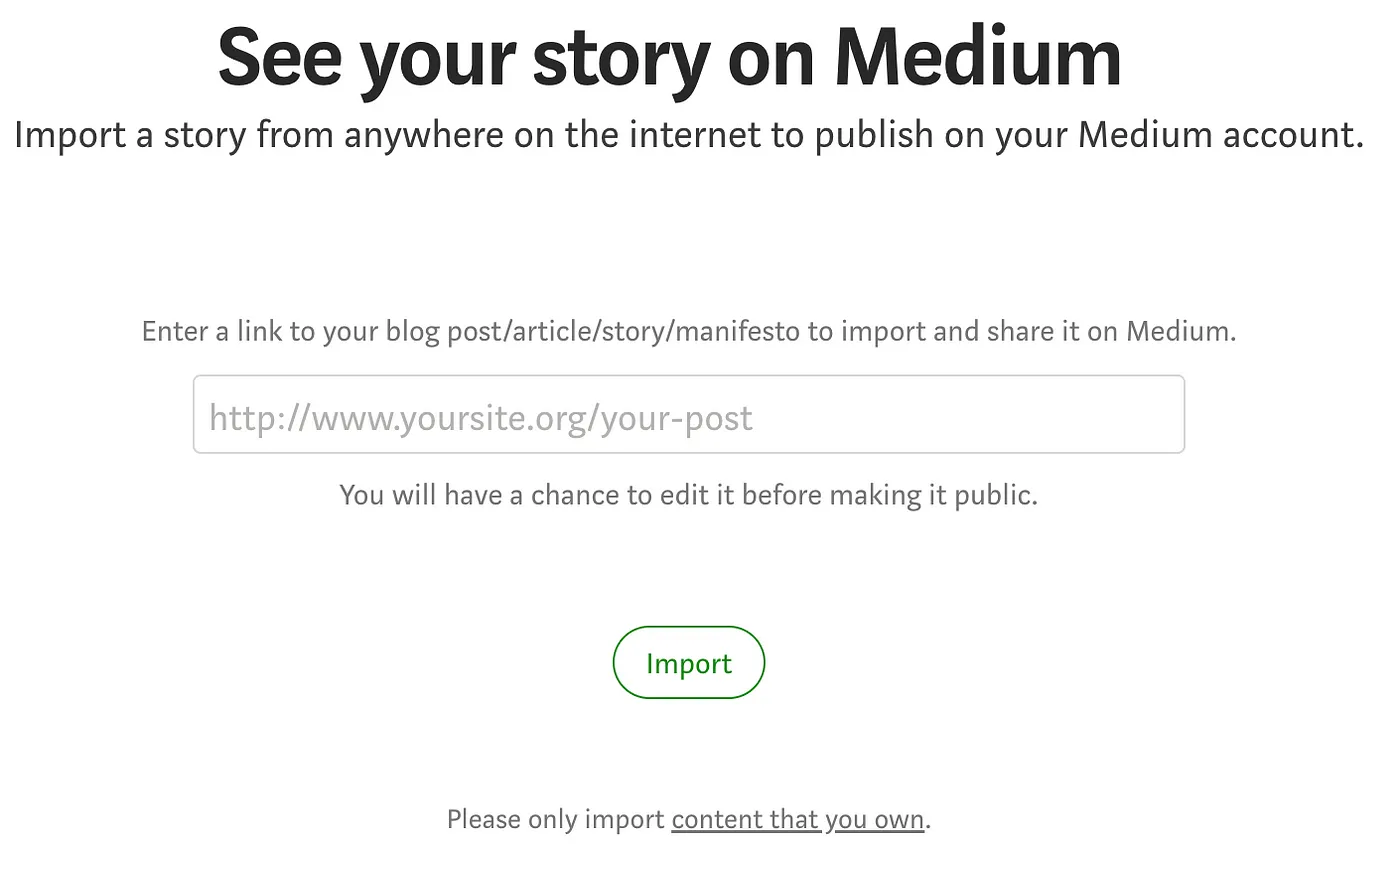 See your story on Medium
Import a story from anywhere on the internet to publish on your Medium account.
Enter a link to your blog post/article/story/manifesto to import and share it on Medium.
http://www.yoursite.org/your-post
You will have a chance to edit it before making it public.
Import
Please only import content that you own.